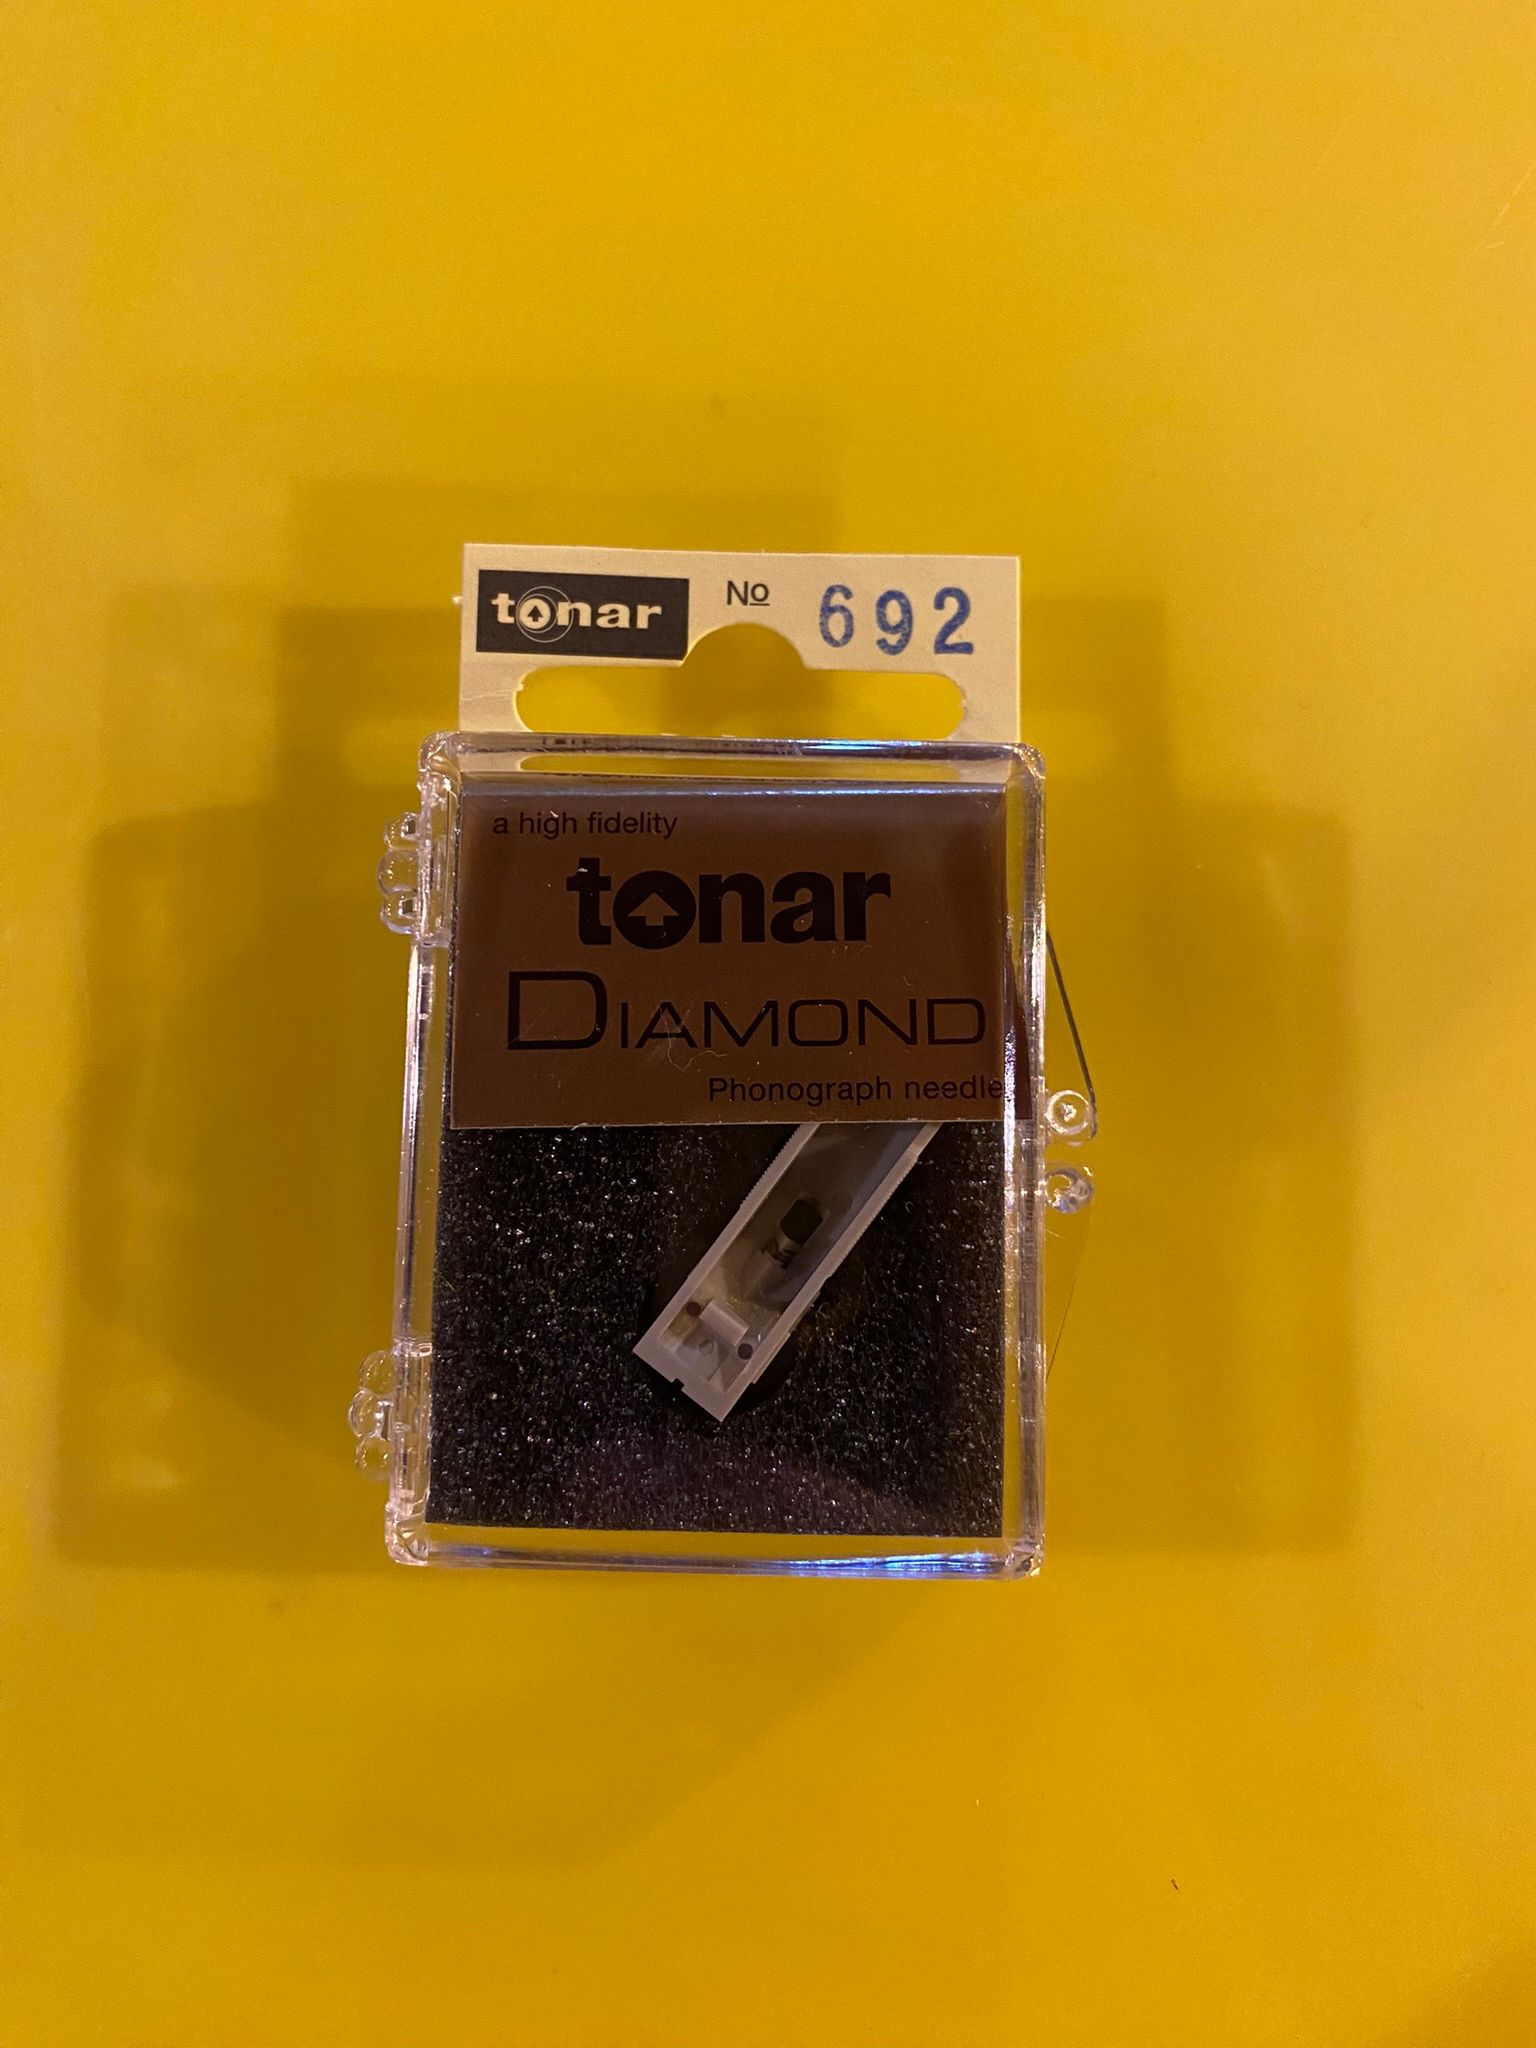 tonar No 692
a high fidelity
tonar
DIAMOND
Phonograph needle